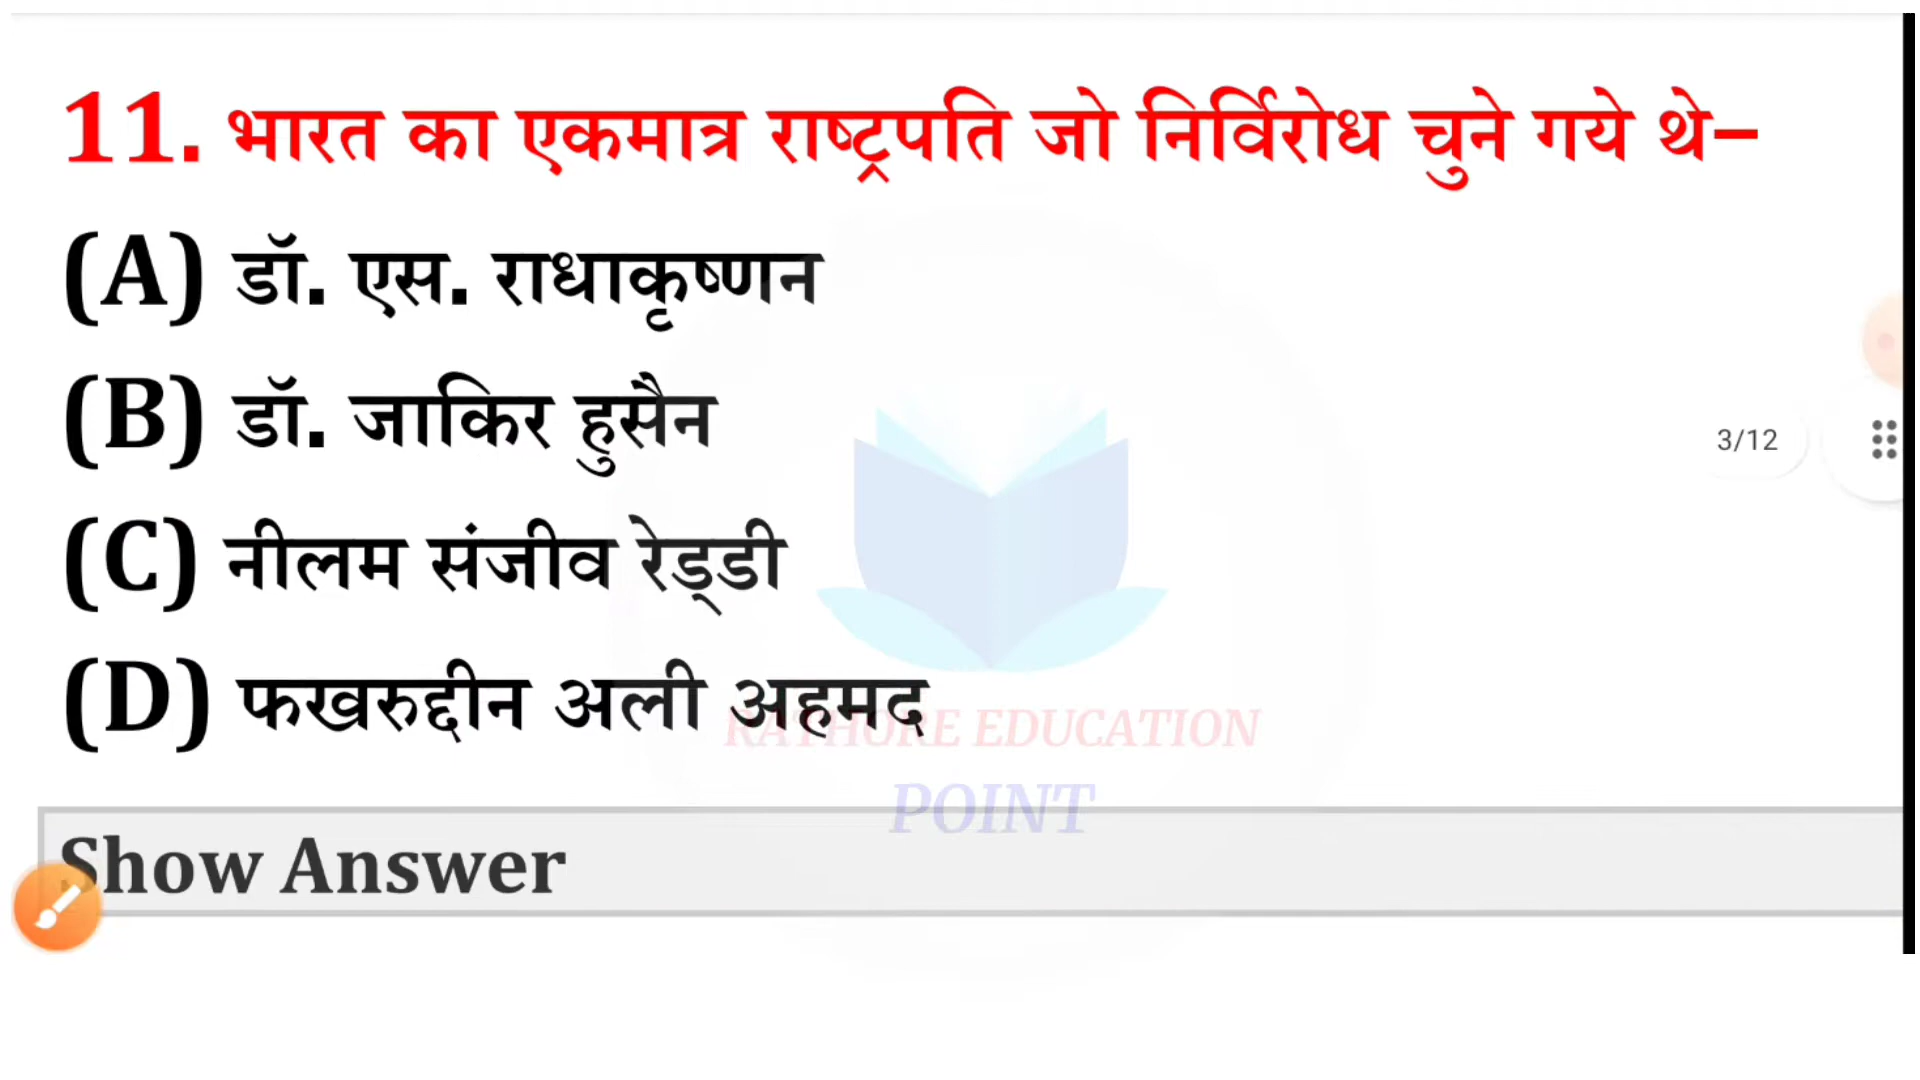 11. भारत का एकमात्र राष्ट्रपति जो निर्विरोध चुने गये थे–
(A) डॉ. एस. राधाकृष्णन
(B) डॉ. जाकिर हुसैन
3/12
(C) नीलम संजीव रेड्डी
(D) फखरुद्दीन अली अहमद
RATHORE EDUCATION
POINT
Show Answer